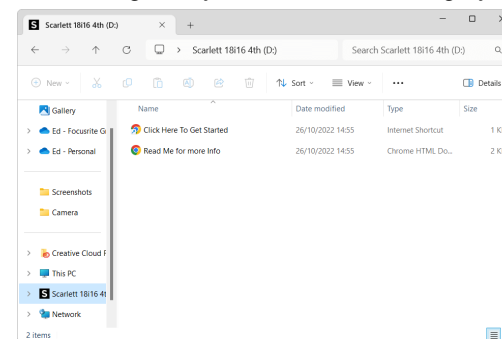 Scarlett 18i16 4th (D:)
Scarlett 18i16 4th (D:)
Search Scarlett 18i16 4th (D:)
New
Sort
View
Details
Name
Date modified
Type
Size
Gallery
Click Here To Get Started
26/10/2022 14:55
Internet Shortcut
1 K
Ed - Focusrite G
Read Me for more Info
26/10/2022 14:55
Chrome HTML Do...
2 K
Ed - Personal
Screenshots
Camera
Creative Cloud F
This PC
Scarlett 18i16 4t
Network
2 items